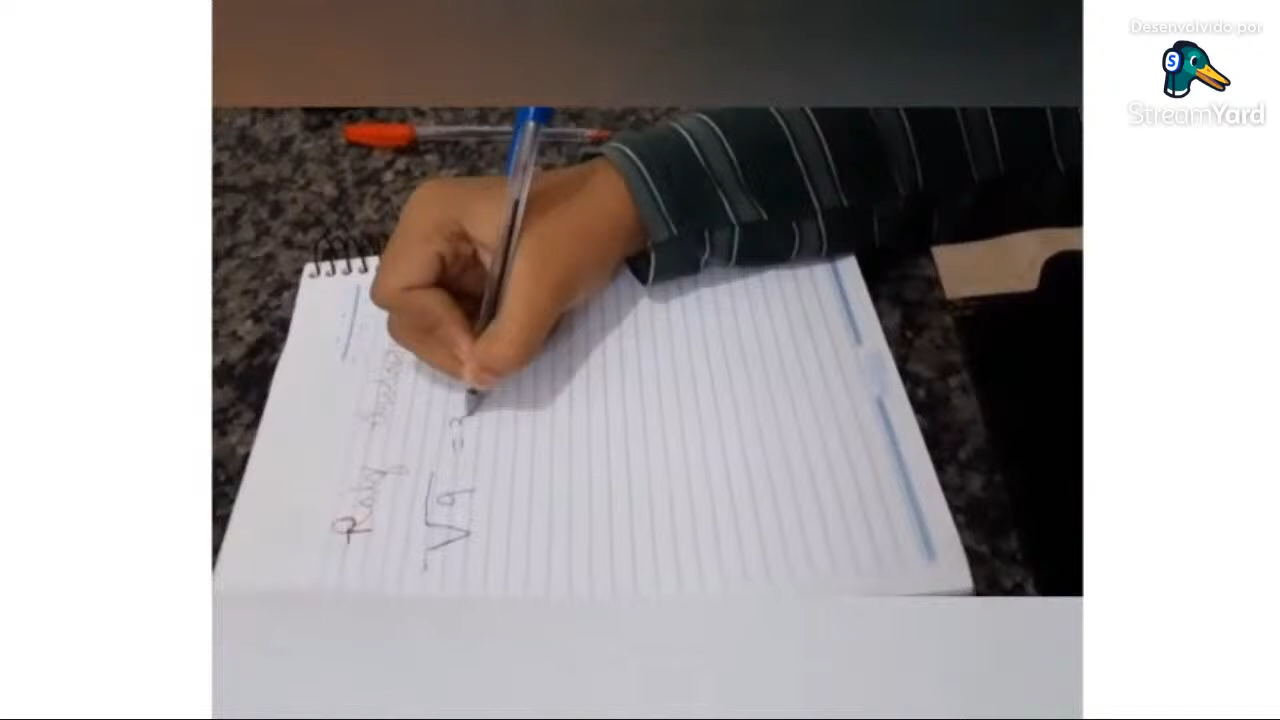 Desenvolvido por
StreamYard
Raiz
√9 =